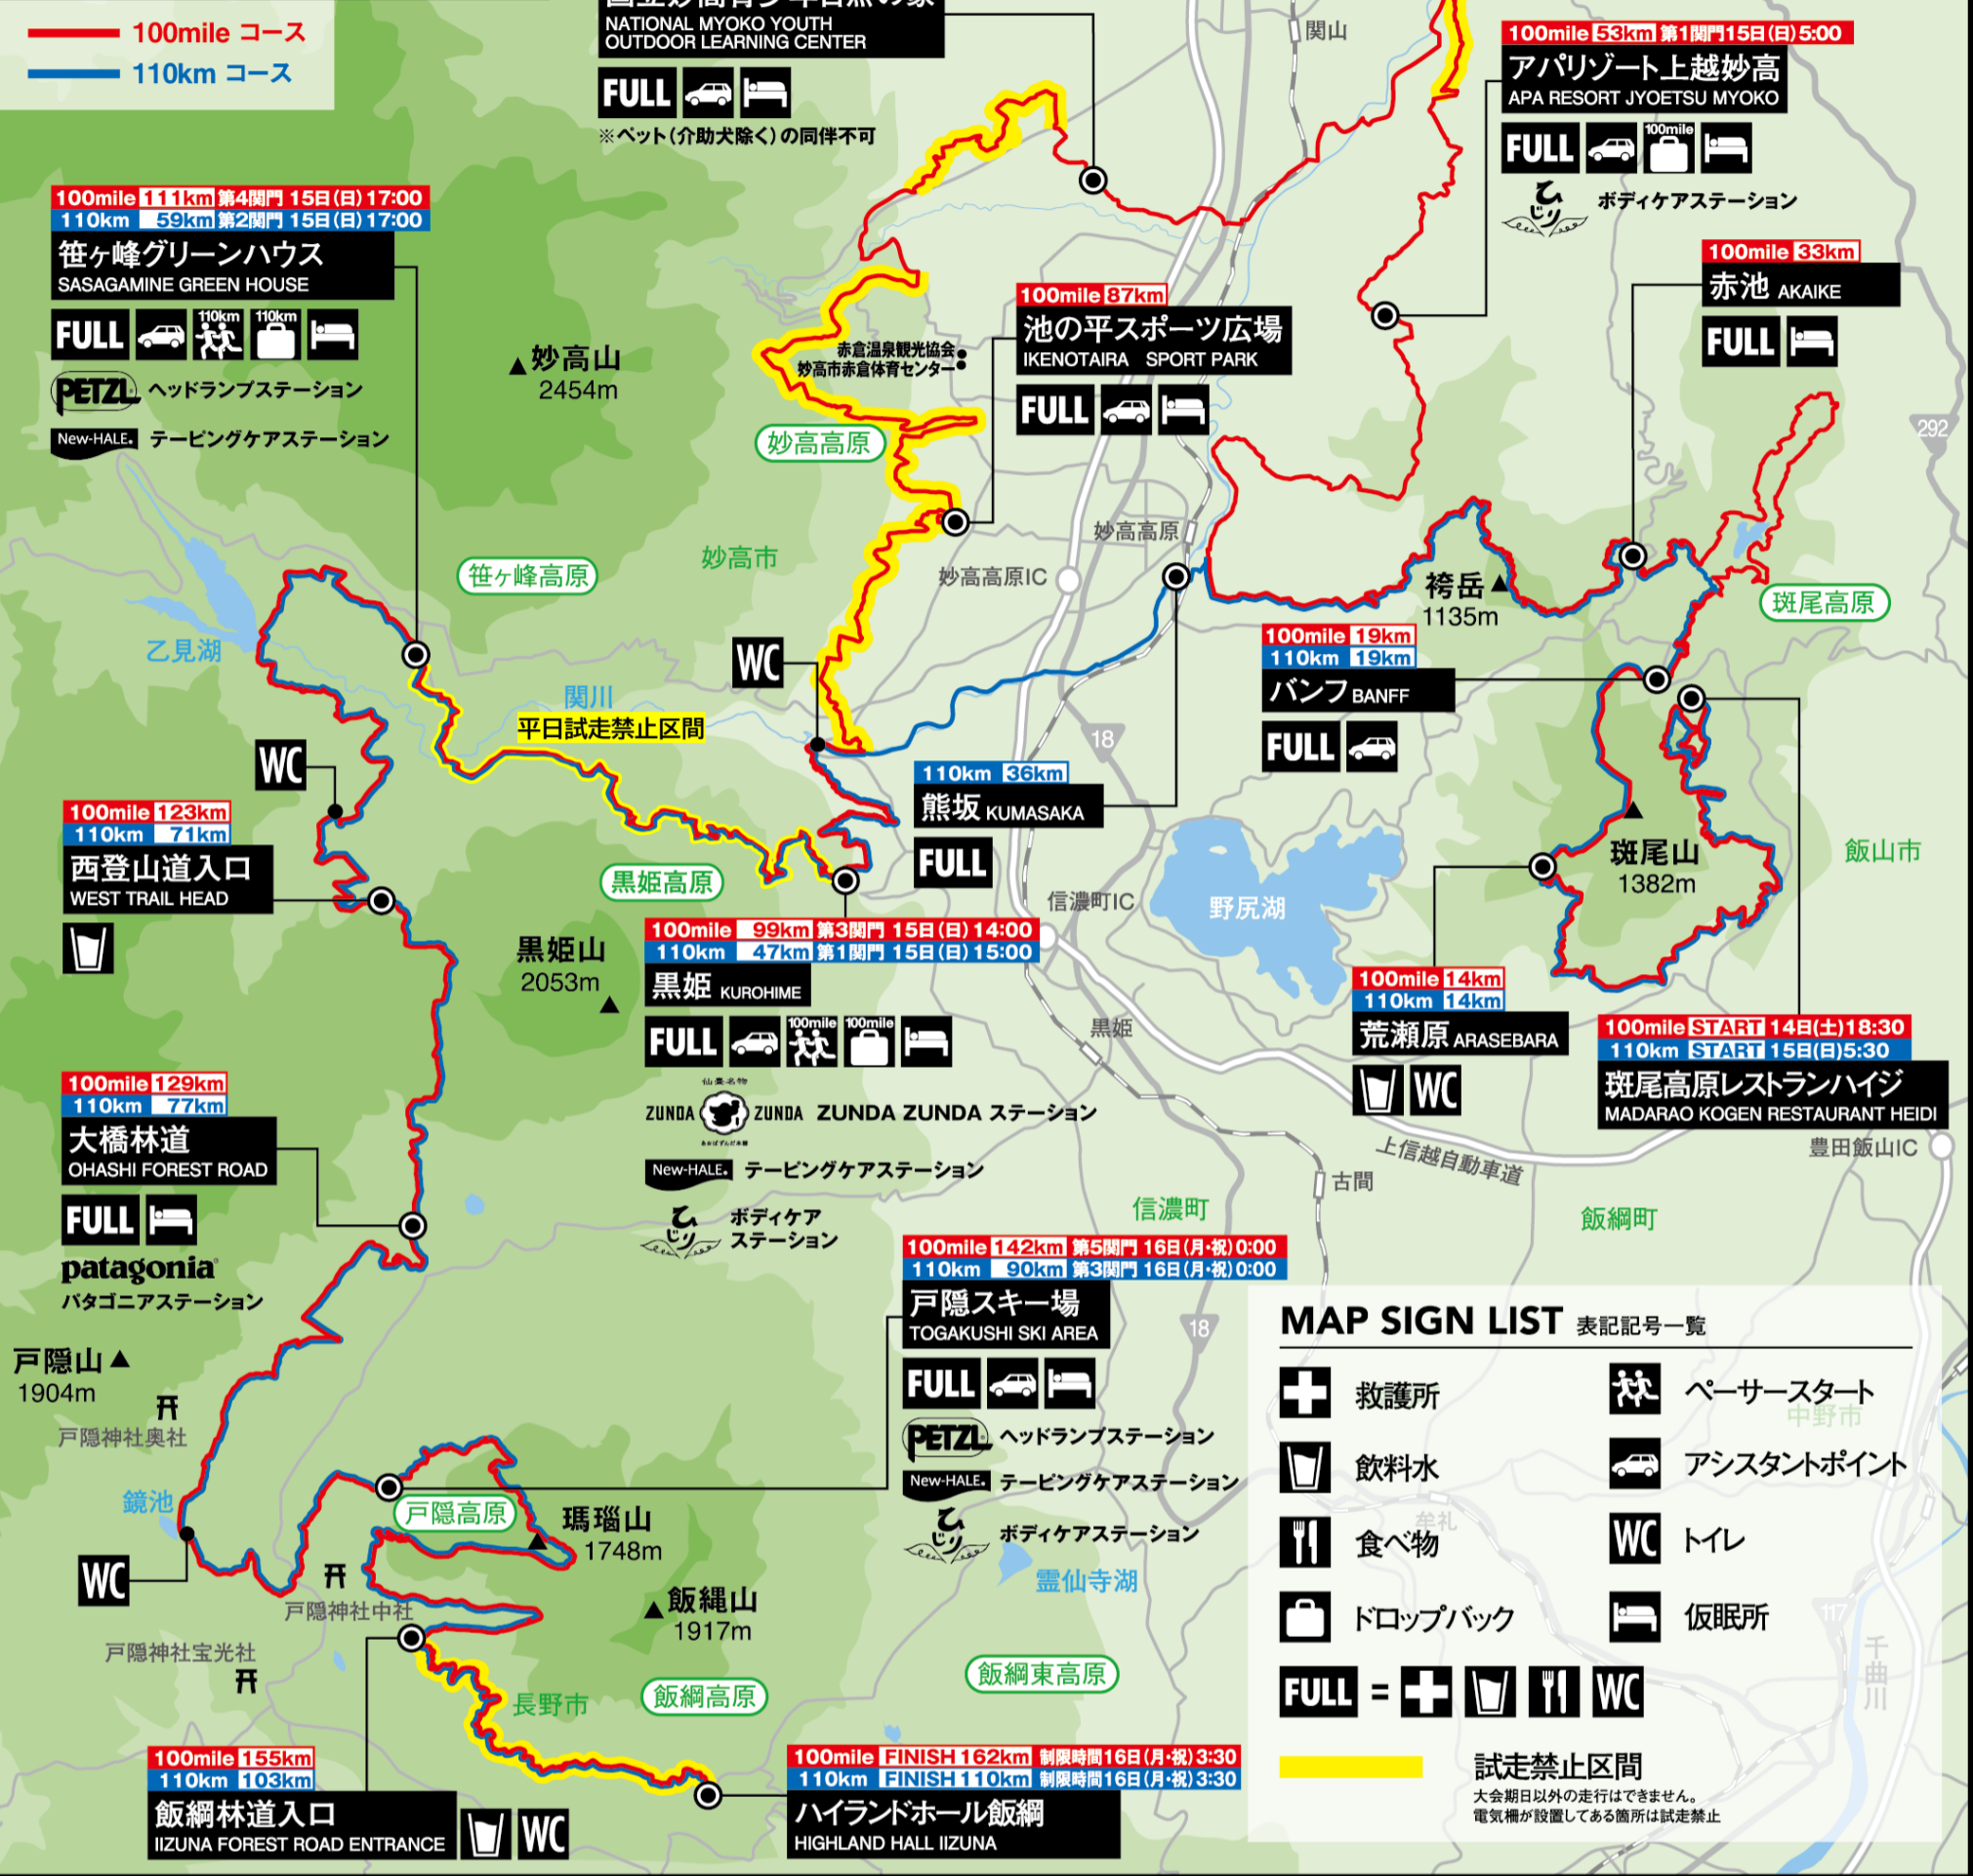 100mile コース
110km コース
NATIONAL MYOKO YOUTH
OUTDOOR LEARNING CENTER
FULL
※ペット(介助犬除く)の同伴不可
関山
100mile 53km 第1関門15日(日)5:00
アパリゾート上越妙高
APA RESORT JYOETSU MYOKO
FULL 100mile
ひじり ボディケアステーション
100mile 111km 第4関門 15日(日)17:00
110km 59km 第2関門 15日(日)17:00
笹ヶ峰グリーンハウス
SASAGAMINE GREEN HOUSE
FULL 110km 110km
PETZL ヘッドランプステーション
New-HALE. テーピングケアステーション
100mile 33km
赤池 AKAIKE
FULL
100mile 87km
池の平スポーツ広場
IKENOTAIRA SPORT PARK
FULL
赤倉温泉観光協会
妙高市赤倉体育センター
妙高山
2454m
妙高高原
292
妙高高原
妙高市
妙高高原IC
笹ヶ峰高原
袴岳
1135m
斑尾高原
乙見湖
WC
100mile 19km
110km 19km
バンフ BANFF
FULL
関川
平日試走禁止区間
18
WC
110km 36km
熊坂 KUMASAKA
FULL
100mile 123km
110km 71km
西登山道入口
WEST TRAIL HEAD
斑尾山
1382m
飯山市
黒姫高原
信濃町IC
野尻湖
黒姫山
2053m
100mile 99km 第3関門 15日(日)14:00
110km 47km 第1関門 15日(日)15:00
黒姫 KUROHIME
FULL 100mile 100mile
仙臺名物
ZUNDA ZUNDA ZUNDA ZUNDA ステーション
New-HALE. テーピングケアステーション
ひじり ボディケア
ステーション
黒姫
100mile 14km
110km 14km
荒瀬原 ARASEBARA
WC
100mile START 14日(土)18:30
110km START 15日(日)5:30
斑尾高原レストランハイジ
MADARAO KOGEN RESTAURANT HEIDI
豊田飯山IC
上信越自動車道
古間
信濃町
飯綱町
100mile 129km
110km 77km
大橋林道
OHASHI FOREST ROAD
FULL
patagonia
パタゴニアステーション
100mile 142km 第5関門 16日(月・祝)0:00
110km 90km 第3関門 16日(月・祝)0:00
戸隠スキー場
TOGAKUSHI SKI AREA
FULL
PETZL ヘッドランプステーション
New-HALE. テーピングケアステーション
ひじり ボディケアステーション
18
戸隠山
1904m
戸隠神社奥社
鏡池
WC
戸隠高原
瑪瑙山
1748m
霊仙寺湖
戸隠神社中社
飯縄山
1917m
戸隠神社宝光社
飯綱東高原
飯綱高原
長野市
100mile 155km
110km 103km
飯綱林道入口
IIZUNA FOREST ROAD ENTRANCE
WC
100mile FINISH 162km 制限時間16日(月・祝)3:30
110km FINISH 110km 制限時間16日(月・祝)3:30
ハイランドホール飯綱
HIGHLAND HALL IIZUNA
MAP SIGN LIST 表記記号一覧
救護所
ペーサースタート
中野市
飲料水
アシスタントポイント
牟礼
食べ物
WC トイレ
ドロップバック
仮眠所
117
千曲川
FULL = WC
試走禁止区間
大会期日以外の走行はできません。
電気柵が設置してある箇所は試走禁止